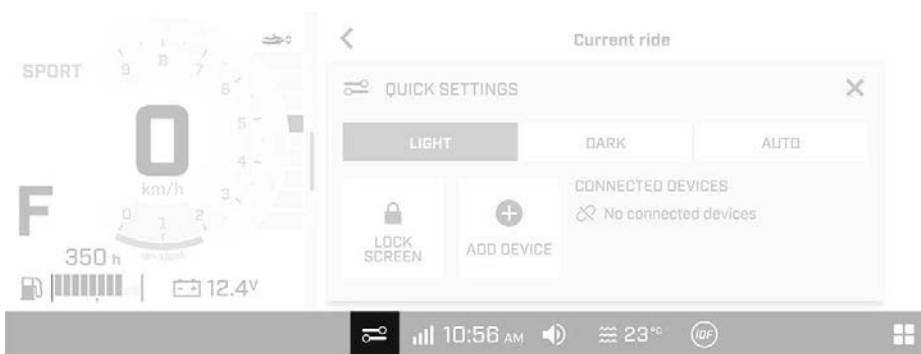 Current ride
SPORT
9 8 7 6 5 4 3 2 1 0
QUICK SETTINGS
LIGHT DARK AUTO
0
km/h
F
CONNECTED DEVICES
No connected devices
LOCK
SCREEN
ADD DEVICE
350 h
12.4V
10:56 AM 23°C iDF